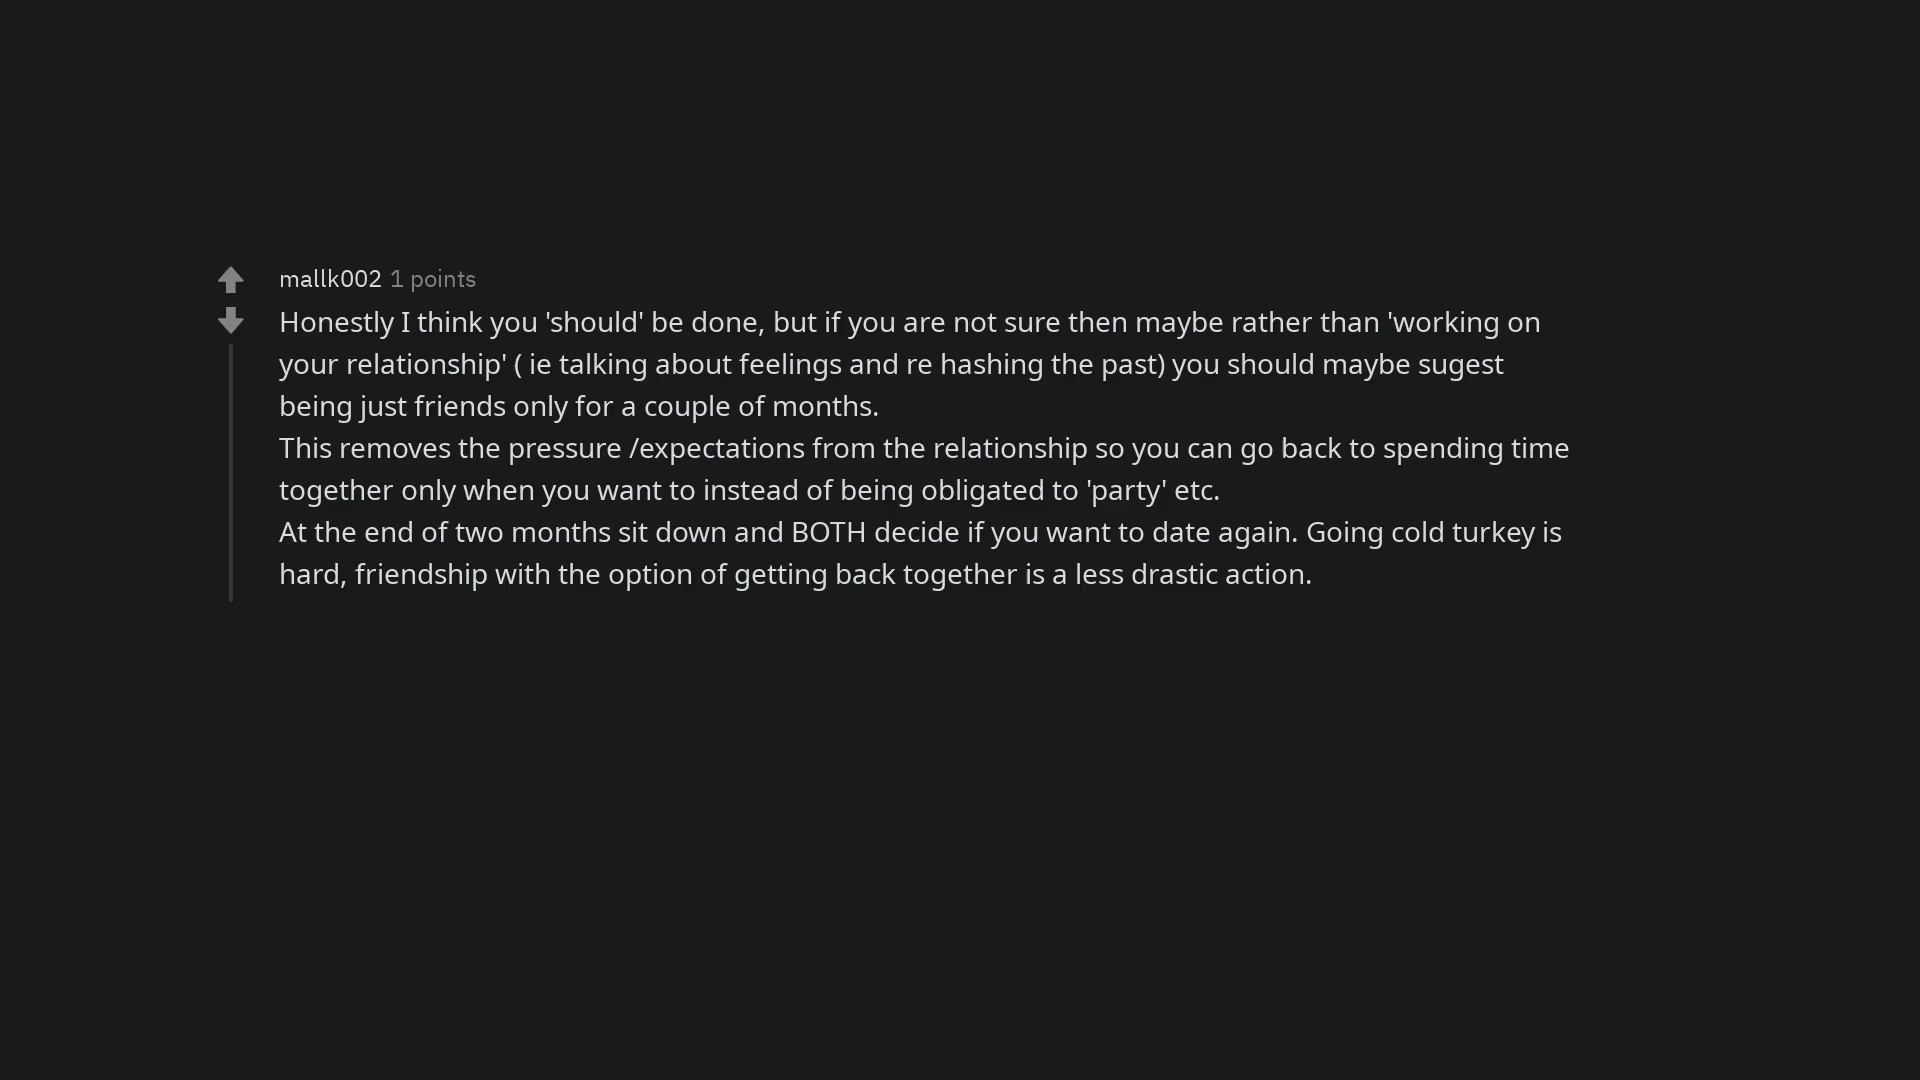 mallk002 1 points
Honestly I think you 'should' be done, but if you are not sure then maybe rather than 'working on
your relationship' ( ie talking about feelings and re hashing the past) you should maybe sugest
being just friends only for a couple of months.
This removes the pressure /expectations from the relationship so you can go back to spending time
together only when you want to instead of being obligated to 'party' etc.
At the end of two months sit down and BOTH decide if you want to date again. Going cold turkey is
hard, friendship with the option of getting back together is a less drastic action.